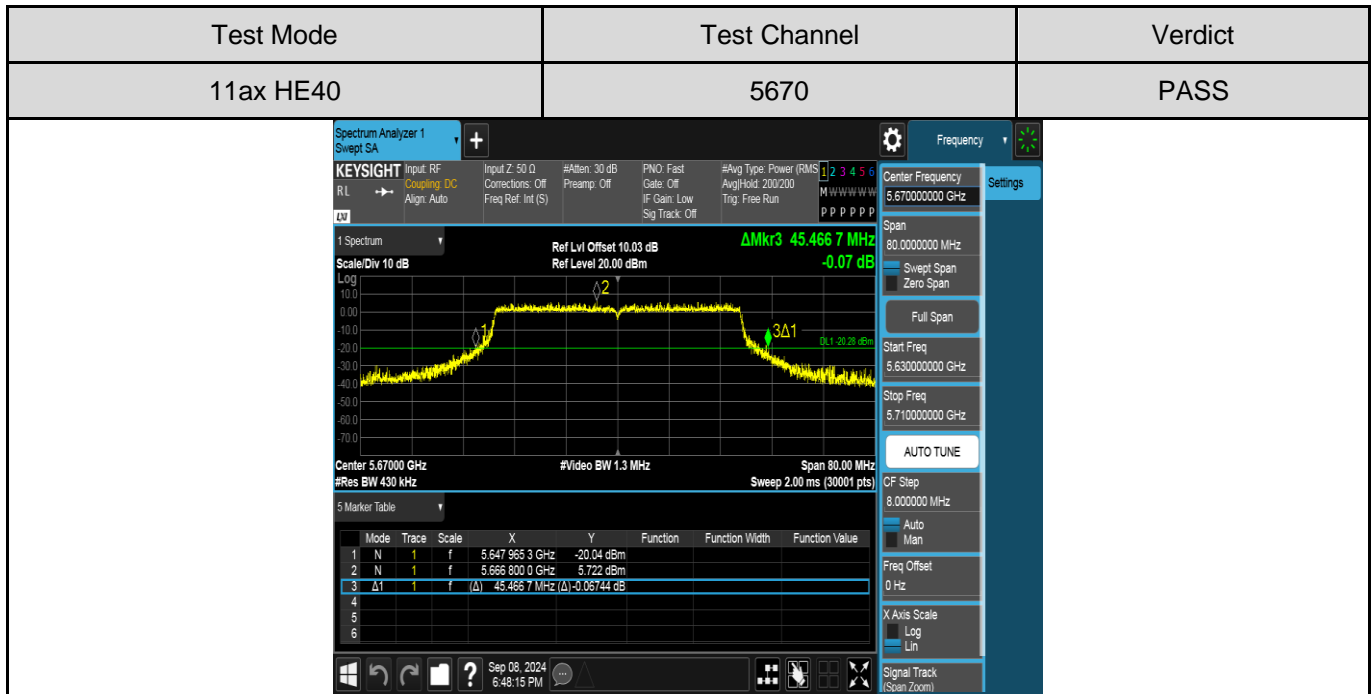 Test Mode Test Channel Verdict
11ax HE40 5670 PASS
Spectrum Analyzer 1
Swept SA
+
Frequency
KEYSIGHT
RL
LXI
Input: RF
Coupling: DC
Align: Auto
Input Z: 50 Ω
Corrections: Off
Freq Ref: Int (S)
#Atten: 30 dB
Preamp: Off
PNO: Fast
Gate: Off
IF Gain: Low
Sig Track: Off
#Avg Type: Power (RMS
Avg|Hold: 200/200
Trig: Free Run
1 2 3 4 5 6
M W W W W W
P P P P P P
1 Spectrum
Scale/Div 10 dB
Ref Lvl Offset 10.03 dB
Ref Level 20.00 dBm
ΔMkr3 45.466 7 MHz
-0.07 dB
Log
10.0
0.00
-10.0
-20.0
-30.0
-40.0
-50.0
-60.0
-70.0
1
2
3Δ1
DL1 -20.28 dBm
Center 5.67000 GHz
#Res BW 430 kHz
#Video BW 1.3 MHz
Span 80.00 MHz
Sweep 2.00 ms (30001 pts)
5 Marker Table
Mode Trace Scale X Y Function Function Width Function Value
1 N 1 f 5.647 965 3 GHz -20.04 dBm
2 N 1 f 5.666 800 0 GHz 5.722 dBm
3 Δ1 1 f (Δ) 45.466 7 MHz (Δ) -0.06744 dB
4
5
6
?
Sep 08, 2024
6:48:15 PM
Center Frequency
5.670000000 GHz
Settings
Span
80.0000000 MHz
Swept Span
Zero Span
Full Span
Start Freq
5.630000000 GHz
Stop Freq
5.710000000 GHz
AUTO TUNE
CF Step
8.000000 MHz
Auto
Man
Freq Offset
0 Hz
X Axis Scale
Log
Lin
Signal Track
(Span Zoom)